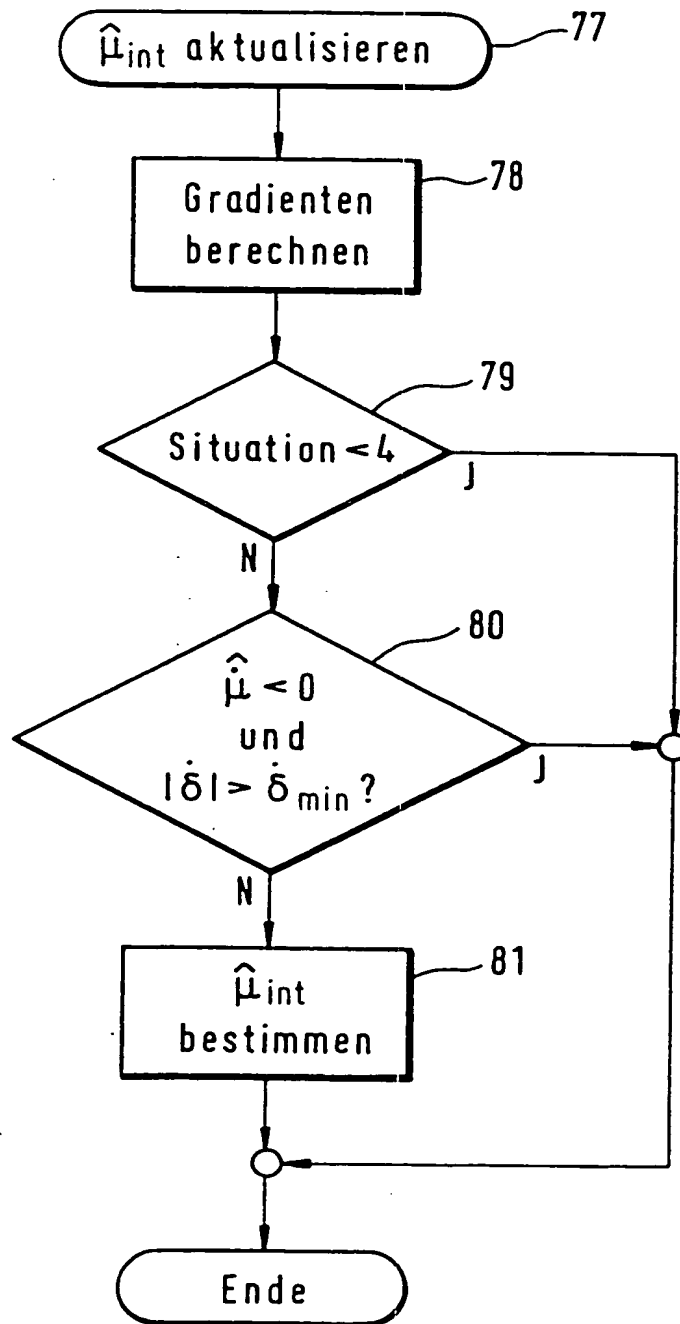 μ̂int aktualisieren
77
Gradienten
berechnen
78
Situation < 4
79
J
N
μ̂̇ < 0
und
|δ̇| > δ̇min ?
80
J
N
μ̂int
bestimmen
81
Ende